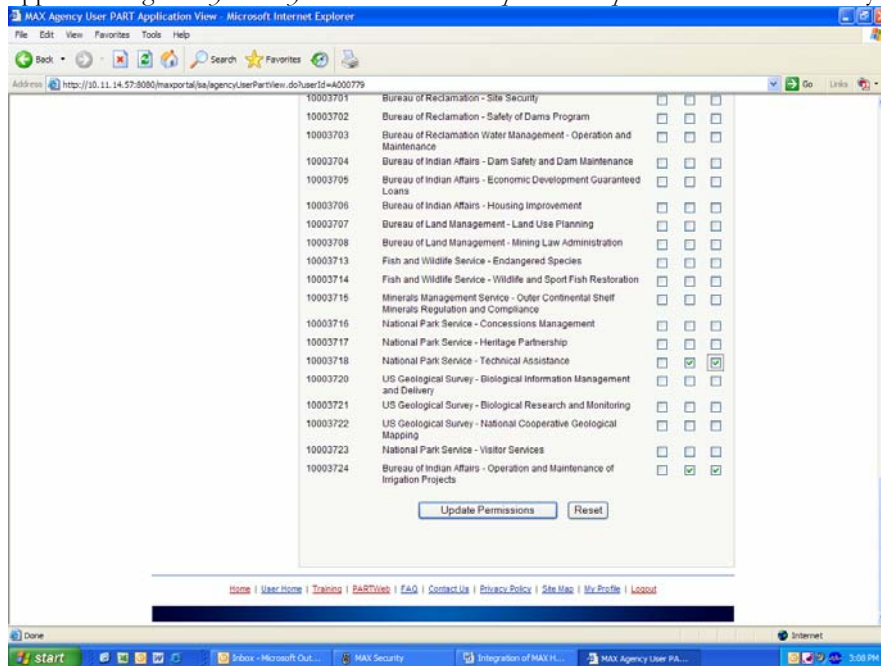 MAX Agency User PART Application View - Microsoft Internet Explorer
File Edit View Favorites Tools Help
Back Search Favorites
Address http://10.11.14.57:8080/maxportal/sa/agencyUserPartView.do?userId=A000779 Go Links
10003701 Bureau of Reclamation - Site Security
10003702 Bureau of Reclamation - Safety of Dams Program
10003703 Bureau of Reclamation Water Management - Operation and
Maintenance
10003704 Bureau of Indian Affairs - Dam Safety and Dam Maintenance
10003705 Bureau of Indian Affairs - Economic Development Guaranteed
Loans
10003706 Bureau of Indian Affairs - Housing Improvement
10003707 Bureau of Land Management - Land Use Planning
10003708 Bureau of Land Management - Mining Law Administration
10003713 Fish and Wildlife Service - Endangered Species
10003714 Fish and Wildlife Service - Wildlife and Sport Fish Restoration
10003715 Minerals Management Service - Outer Continental Shelf
Minerals Regulation and Compliance
10003716 National Park Service - Concessions Management
10003717 National Park Service - Heritage Partnership
10003718 National Park Service - Technical Assistance
10003720 US Geological Survey - Biological Information Management
and Delivery
10003721 US Geological Survey - Biological Research and Monitoring
10003722 US Geological Survey - National Cooperative Geological
Mapping
10003723 National Park Service - Visitor Services
10003724 Bureau of Indian Affairs - Operation and Maintenance of
Irrigation Projects
Update Permissions Reset
Home | User Home | Training | PARTWeb | FAQ | Contact Us | Privacy Policy | Site Map | My Profile | Logout
Done Internet
start Inbox - Microsoft Out... MAX Security Integration of MAX H... MAX Agency User PA... 3:08 PM